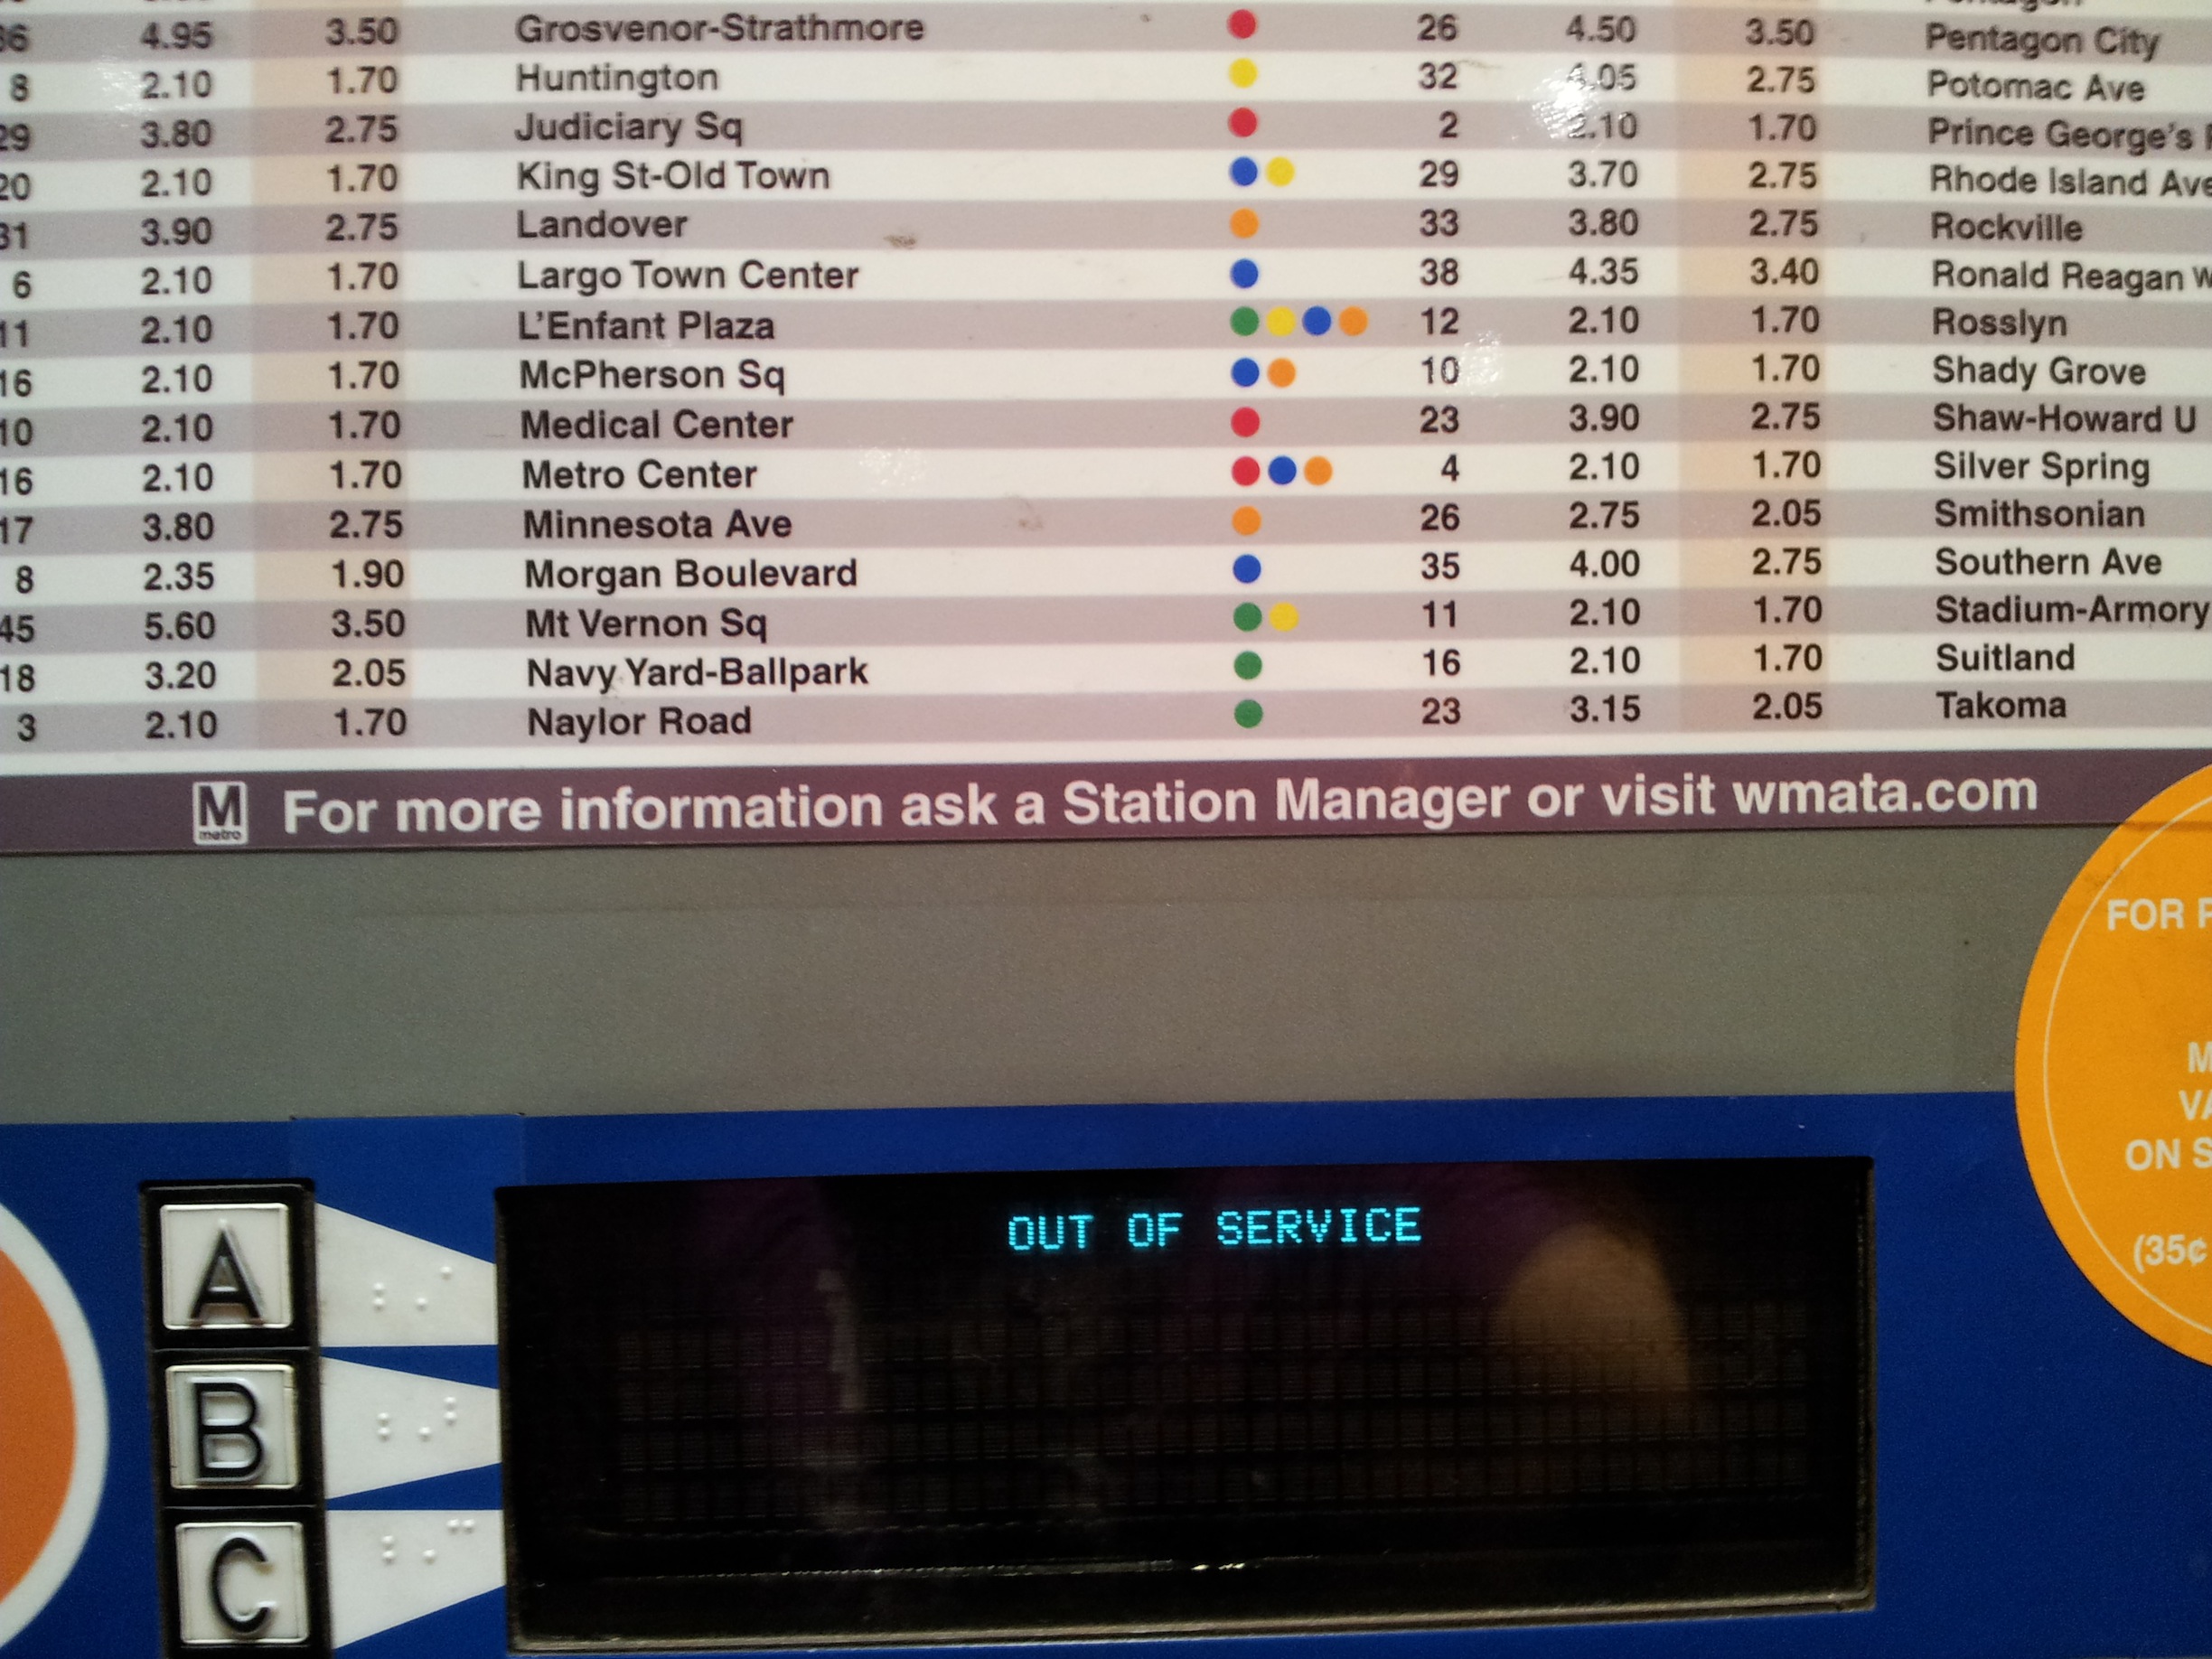 36 4.95 3.50 Grosvenor-Strathmore 26 4.50 3.50 Pentagon City
8 2.10 1.70 Huntington 32 4.05 2.75 Potomac Ave
29 3.80 2.75 Judiciary Sq 2 2.10 1.70 Prince George's
20 2.10 1.70 King St-Old Town 29 3.70 2.75 Rhode Island Ave
31 3.90 2.75 Landover 33 3.80 2.75 Rockville
6 2.10 1.70 Largo Town Center 38 4.35 3.40 Ronald Reagan W
11 2.10 1.70 L'Enfant Plaza 12 2.10 1.70 Rosslyn
16 2.10 1.70 McPherson Sq 10 2.10 1.70 Shady Grove
10 2.10 1.70 Medical Center 23 3.90 2.75 Shaw-Howard U
16 2.10 1.70 Metro Center 4 2.10 1.70 Silver Spring
17 3.80 2.75 Minnesota Ave 26 2.75 2.05 Smithsonian
8 2.35 1.90 Morgan Boulevard 35 4.00 2.75 Southern Ave
45 5.60 3.50 Mt Vernon Sq 11 2.10 1.70 Stadium-Armory
18 3.20 2.05 Navy Yard-Ballpark 16 2.10 1.70 Suitland
3 2.10 1.70 Naylor Road 23 3.15 2.05 Takoma
M metro For more information ask a Station Manager or visit wmata.com
FOR
M
VA
ON S
(35¢
OUT OF SERVICE
A
B
C